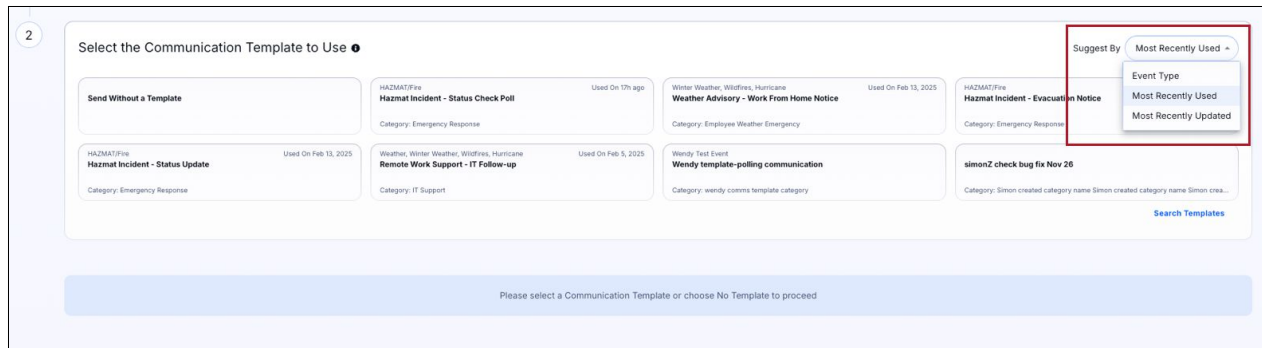 2
Select the Communication Template to Use
Suggest By Most Recently Used
Event Type
Most Recently Used
Most Recently Updated
Send Without a Template
HAZMAT/Fire Used On 17h ago
Hazmat Incident - Status Check Poll
Category: Emergency Response
Winter Weather, Wildfires, Hurricane Used On Feb 13, 2025
Weather Advisory - Work From Home Notice
Category: Employee Weather Emergency
HAZMAT/Fire
Hazmat Incident - Evacuation Notice
Category: Emergency Response
HAZMAT/Fire Used On Feb 13, 2025
Hazmat Incident - Status Update
Category: Emergency Response
Weather, Winter Weather, Wildfires, Hurricane Used On Feb 5, 2025
Remote Work Support - IT Follow-up
Category: IT Support
Wendy Test Event
Wendy template-polling communication
Category: wendy comms template category
simonZ check bug fix Nov 26
Category: Simon created category name Simon created category name Simon crea...
Search Templates
Please select a Communication Template or choose No Template to proceed